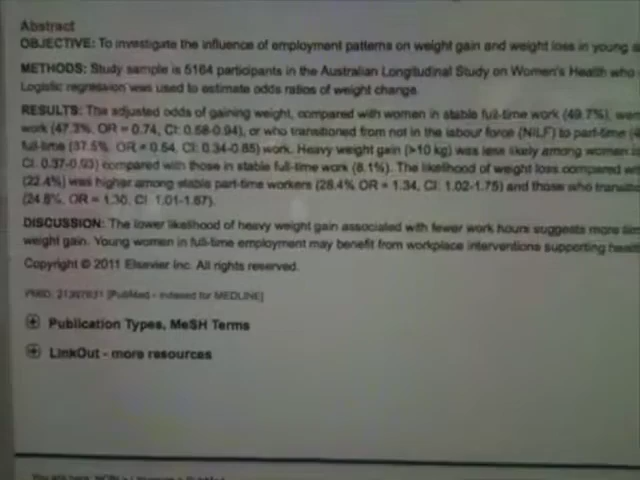 Abstract
OBJECTIVE: To investigate the influence of employment patterns on weight gain and weight loss in young
METHODS: Study sample is 5164 participants in the Australian Longitudinal Study on Women's Health who
Logistic regression was used to estimate odds ratios of weight change.
RESULTS: The adjusted odds of gaining weight, compared with women in stable full-time work (49.7%),
work (47.3%, OR = 0.74, CI: 0.58-0.94), or who transitioned from not in the labour force (NILF) to part-time
full-time (37.5%, OR = 0.54, CI: 0.34-0.85) work. Heavy weight gain (>10 kg) was less likely among women
CI: 0.37-0.93) compared with those in stable full-time work (8.1%). The likelihood of weight loss compared
(22.4%) was higher among stable part-time workers (28.4% OR = 1.34, CI: 1.02-1.75) and those who
(24.8%, OR = 1.30, CI: 1.01-1.67).
DISCUSSION: The lower likelihood of heavy weight gain associated with fewer work hours suggests more
weight gain. Young women in full-time employment may benefit from workplace interventions supporting
Copyright © 2011 Elsevier Inc. All rights reserved.
PMID: [PubMed - indexed for MEDLINE]
Publication Types, MeSH Terms
LinkOut - more resources